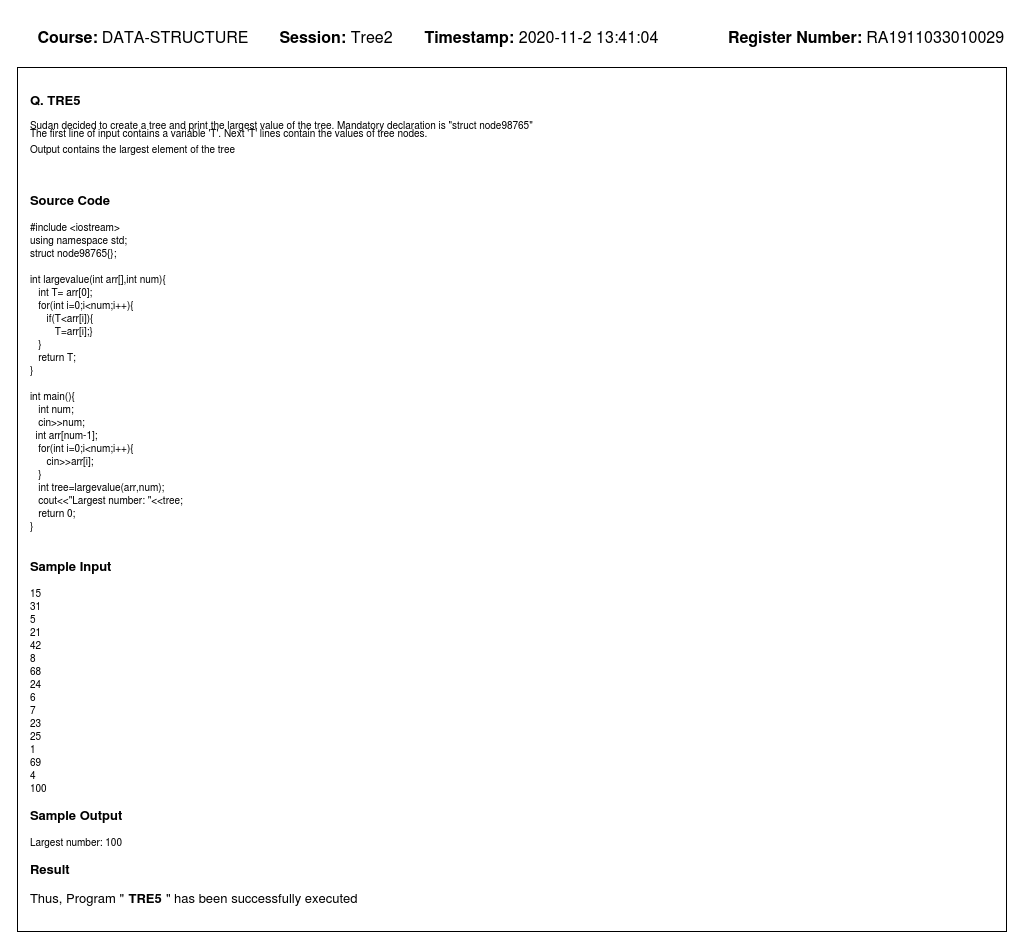 Course: DATA-STRUCTURE Session: Tree2 Timestamp: 2020-11-2 13:41:04 Register Number: RA1911033010029
Q. TRE5
Sudan decided to create a tree and print the largest value of the tree. Mandatory declaration is "struct node98765"
The first line of input contains a variable 'T'. Next 'T' lines contain the values of tree nodes.
Output contains the largest element of the tree
Source Code
#include <iostream>
using namespace std;
struct node98765{};
int largevalue(int arr[],int num){
int T= arr[0];
for(int i=0;i<num;i++){
if(T<arr[i]){
T=arr[i];}
}
return T;
}
int main(){
int num;
cin>>num;
int arr[num-1];
for(int i=0;i<num;i++){
cin>>arr[i];
}
int tree=largevalue(arr,num);
cout<<"Largest number: "<<tree;
return 0;
}
Sample Input
15
31
5
21
42
8
68
24
6
7
23
25
1
69
4
100
Sample Output
Largest number: 100
Result
Thus, Program " TRE5 " has been successfully executed